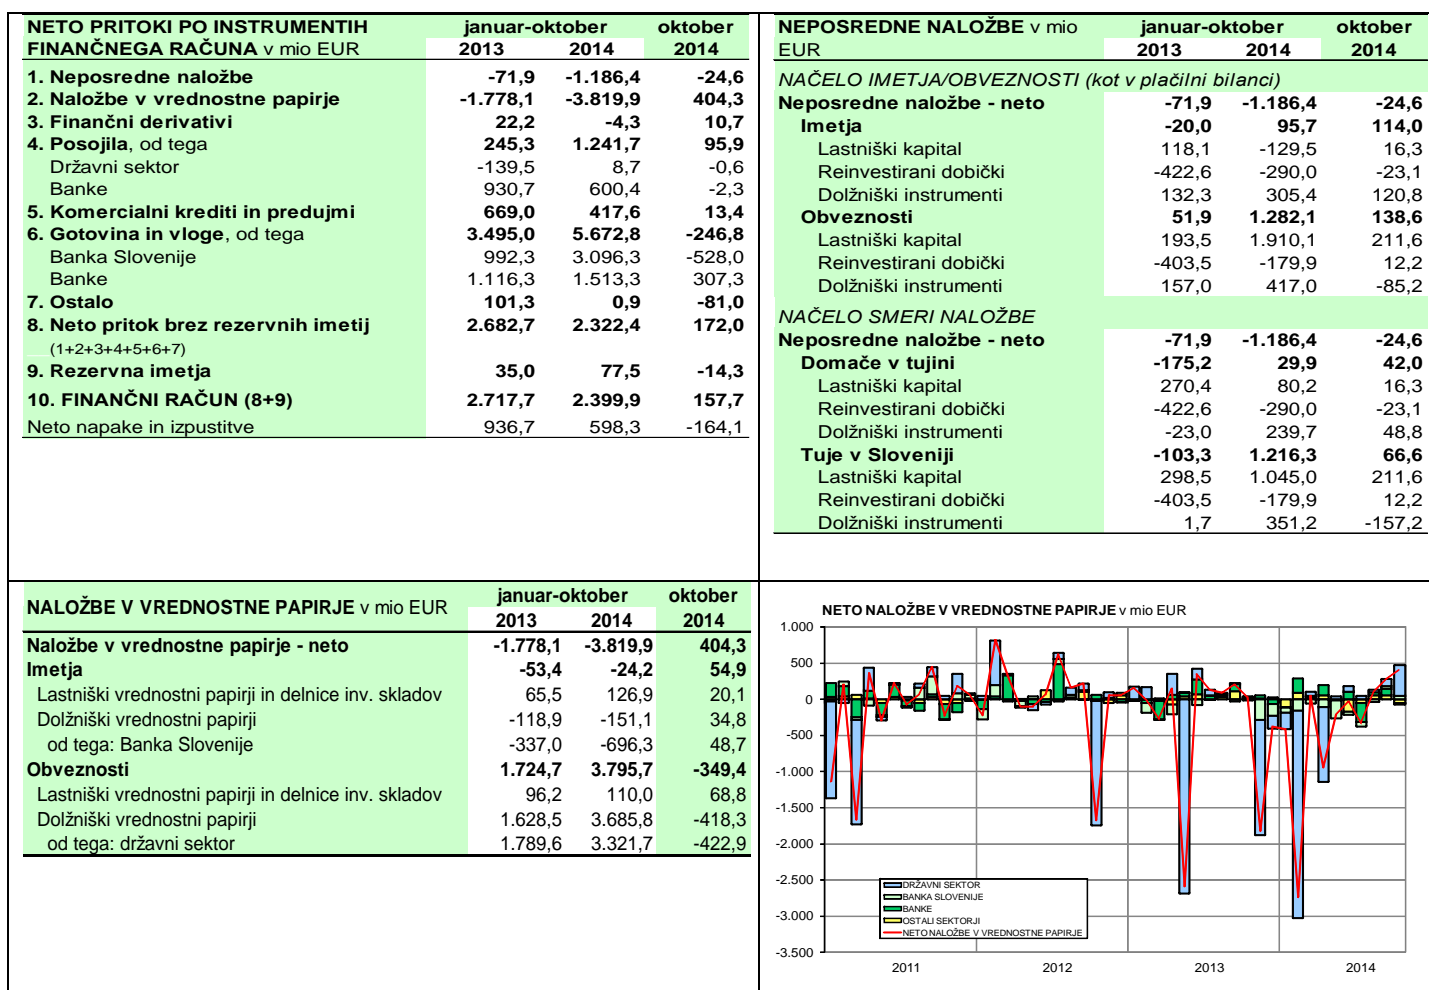 NETO PRITOKI PO INSTRUMENTIH januar-oktober oktober
FINANČNEGA RAČUNA v mio EUR 2013 2014 2014
1. Neposredne naložbe -71,9 -1.186,4 -24,6
2. Naložbe v vrednostne papirje -1.778,1 -3.819,9 404,3
3. Finančni derivativi 22,2 -4,3 10,7
4. Posojila, od tega 245,3 1.241,7 95,9
Državni sektor -139,5 8,7 -0,6
Banke 930,7 600,4 -2,3
5. Komercialni krediti in predujmi 669,0 417,6 13,4
6. Gotovina in vloge, od tega 3.495,0 5.672,8 -246,8
Banka Slovenije 992,3 3.096,3 -528,0
Banke 1.116,3 1.513,3 307,3
7. Ostalo 101,3 0,9 -81,0
8. Neto pritok brez rezervnih imetij 2.682,7 2.322,4 172,0
(1+2+3+4+5+6+7)
9. Rezervna imetja 35,0 77,5 -14,3
10. FINANČNI RAČUN (8+9) 2.717,7 2.399,9 157,7
Neto napake in izpustitve 936,7 598,3 -164,1
NEPOSREDNE NALOŽBE v mio januar-oktober oktober
EUR 2013 2014 2014
NAČELO IMETJA/OBVEZNOSTI (kot v plačilni bilanci)
Neposredne naložbe - neto -71,9 -1.186,4 -24,6
Imetja -20,0 95,7 114,0
Lastniški kapital 118,1 -129,5 16,3
Reinvestirani dobički -422,6 -290,0 -23,1
Dolžniški instrumenti 132,3 305,4 120,8
Obveznosti 51,9 1.282,1 138,6
Lastniški kapital 193,5 1.910,1 211,6
Reinvestirani dobički -403,5 -179,9 12,2
Dolžniški instrumenti 157,0 417,0 -85,2
NAČELO SMERI NALOŽBE
Neposredne naložbe - neto -71,9 -1.186,4 -24,6
Domače v tujini -175,2 29,9 42,0
Lastniški kapital 270,4 80,2 16,3
Reinvestirani dobički -422,6 -290,0 -23,1
Dolžniški instrumenti -23,0 239,7 48,8
Tuje v Sloveniji -103,3 1.216,3 66,6
Lastniški kapital 298,5 1.045,0 211,6
Reinvestirani dobički -403,5 -179,9 12,2
Dolžniški instrumenti 1,7 351,2 -157,2
NALOŽBE V VREDNOSTNE PAPIRJE v mio EUR januar-oktober oktober
2013 2014 2014
Naložbe v vrednostne papirje - neto -1.778,1 -3.819,9 404,3
Imetja -53,4 -24,2 54,9
Lastniški vrednostni papirji in delnice inv. skladov 65,5 126,9 20,1
Dolžniški vrednostni papirji -118,9 -151,1 34,8
od tega: Banka Slovenije -337,0 -696,3 48,7
Obveznosti 1.724,7 3.795,7 -349,4
Lastniški vrednostni papirji in delnice inv. skladov 96,2 110,0 68,8
Dolžniški vrednostni papirji 1.628,5 3.685,8 -418,3
od tega: državni sektor 1.789,6 3.321,7 -422,9
NETO NALOŽBE V VREDNOSTNE PAPIRJE v mio EUR
1.000
500
0
-500
-1.000
-1.500
-2.000
-2.500
-3.000
-3.500
DRŽAVNI SEKTOR
BANKA SLOVENIJE
BANKE
OSTALI SEKTORJI
NETO NALOŽBE V VREDNOSTNE PAPIRJE
2011 2012 2013 2014